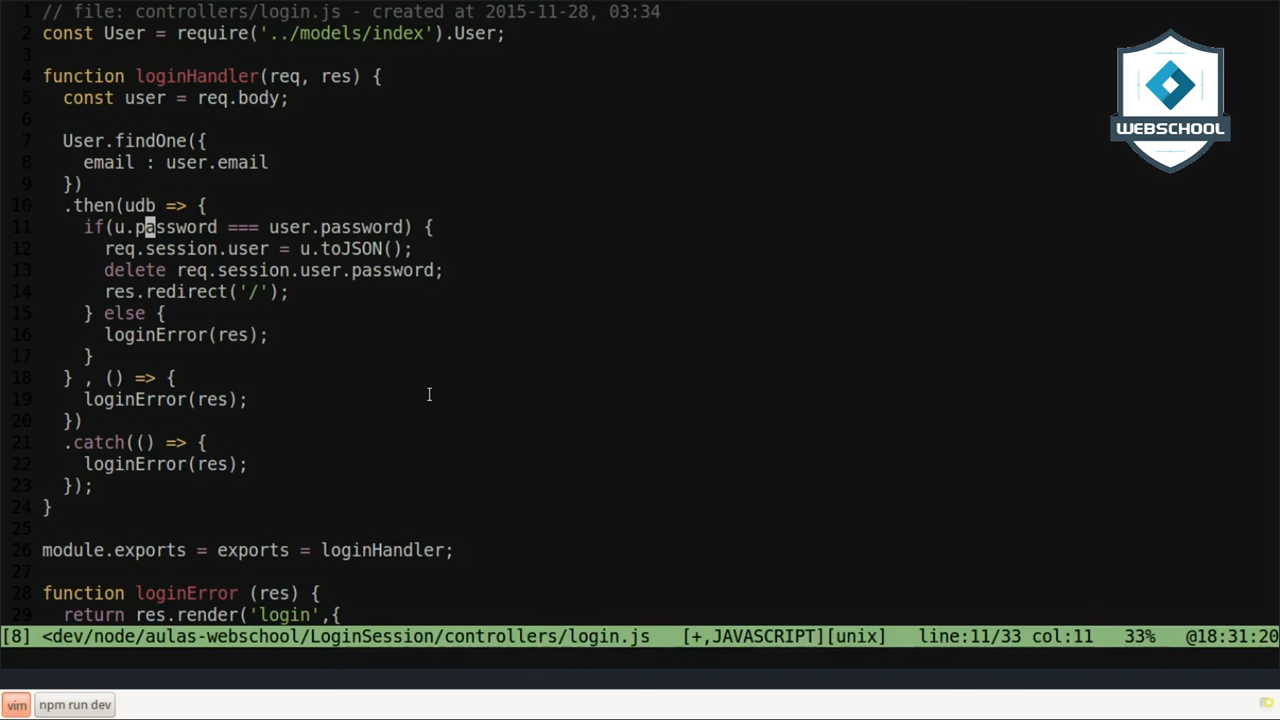 1 // file: controllers/login.js - created at 2015-11-28, 03:34
2 const User = require('../models/index').User;
3
4 function loginHandler(req, res) {
5   const user = req.body;
6
7   User.findOne({
8     email : user.email
9   })
10   .then(udb => {
11     if(u.password === user.password) {
12       req.session.user = u.toJSON();
13       delete req.session.user.password;
14       res.redirect('/');
15     } else {
16       loginError(res);
17     }
18   } , () => {
19     loginError(res);
20   })
21   .catch(() => {
22     loginError(res);
23   });
24 }
25
26 module.exports = exports = loginHandler;
27
28 function loginError (res) {
29   return res.render('login',{
[8] <dev/node/aulas-webschool/LoginSession/controllers/login.js [+,JAVASCRIPT][unix] line:11/33 col:11 33% @18:31:20
vim npm run dev
WEBSCHOOL